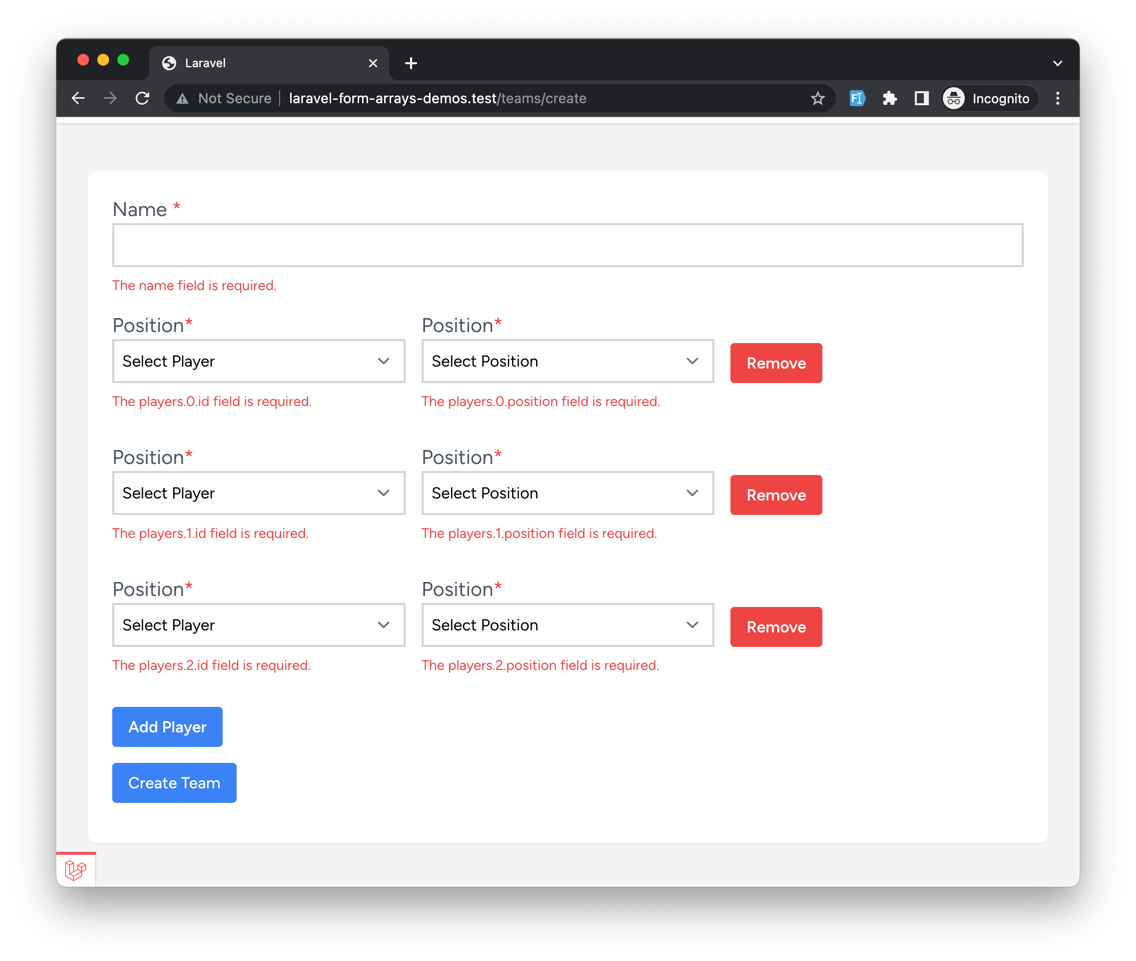 Laravel
Not Secure laravel-form-arrays-demos.test/teams/create Incognito
Name *
The name field is required.
Position* Position*
Select Player Select Position Remove
The players.0.id field is required. The players.0.position field is required.
Position* Position*
Select Player Select Position Remove
The players.1.id field is required. The players.1.position field is required.
Position* Position*
Select Player Select Position Remove
The players.2.id field is required. The players.2.position field is required.
Add Player
Create Team